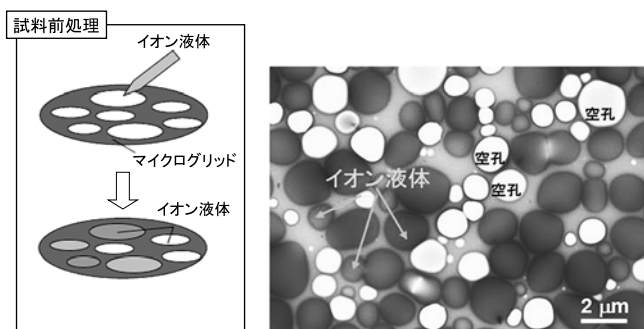 試料前処理
イオン液体
マイクログリッド
イオン液体
空孔
空孔
空孔
イオン液体
2 μm